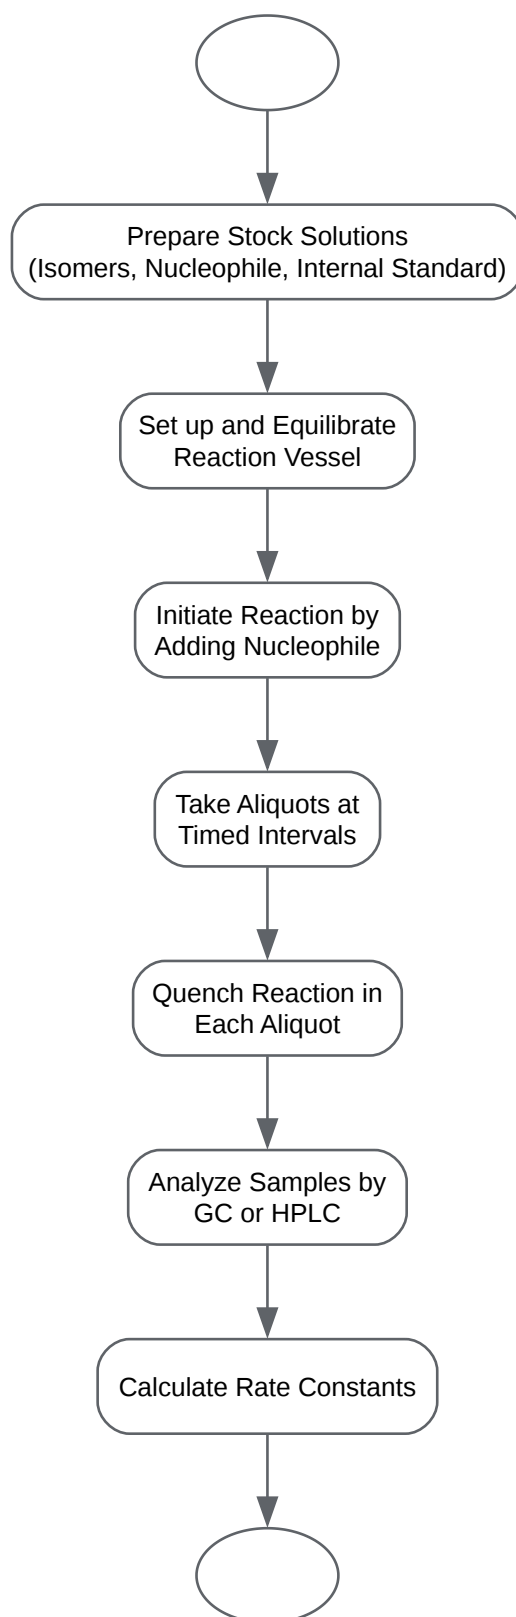 Prepare Stock Solutions
(Isomers, Nucleophile, Internal Standard)
Set up and Equilibrate
Reaction Vessel
Initiate Reaction by
Adding Nucleophile
Take Aliquots at
Timed Intervals
Quench Reaction in
Each Aliquot
Analyze Samples by
GC or HPLC
Calculate Rate Constants